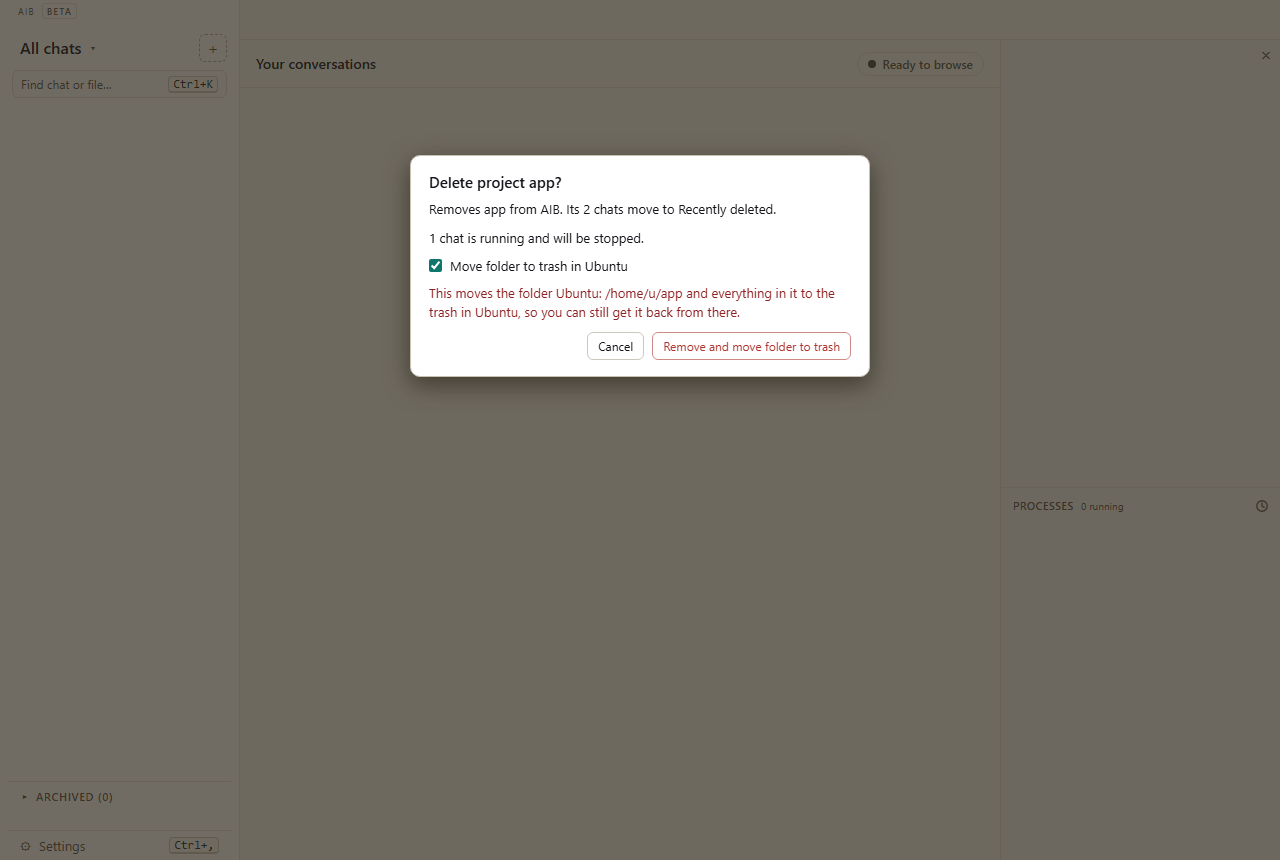 AIB BETA
All chats
+
Find chat or file... Ctrl+K
Your conversations
Ready to browse
×
Delete project app?
Removes app from AIB. Its 2 chats move to Recently deleted.
1 chat is running and will be stopped.
Move folder to trash in Ubuntu
This moves the folder Ubuntu: /home/u/app and everything in it to the
trash in Ubuntu, so you can still get it back from there.
Cancel
Remove and move folder to trash
PROCESSES 0 running
ARCHIVED (0)
Settings Ctrl+,